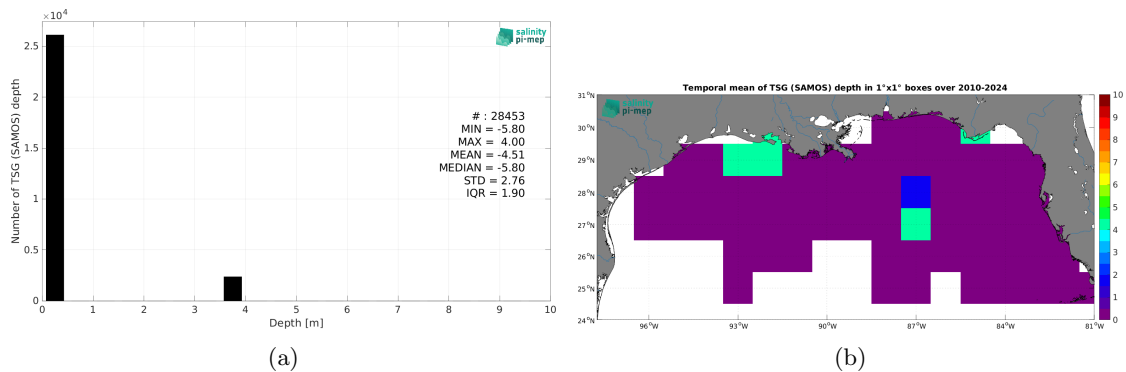 ×10⁴
salinity
pi-mep
2.5
2
1.5
1
0.5
0
Number of TSG (SAMOS) depth
# : 28453
MIN = -5.80
MAX = 4.00
MEAN = -4.51
MEDIAN = -5.80
STD = 2.76
IQR = 1.90
0 1 2 3 4 5 6 7 8 9 10
Depth [m]
(a)
Temporal mean of TSG (SAMOS) depth in 1°x1° boxes over 2010-2024
salinity
pi-mep
31°N
30°N
29°N
28°N
27°N
26°N
25°N
24°N
96°W 93°W 90°W 87°W 84°W 81°W
10
9
8
7
6
5
4
3
2
1
0
(b)